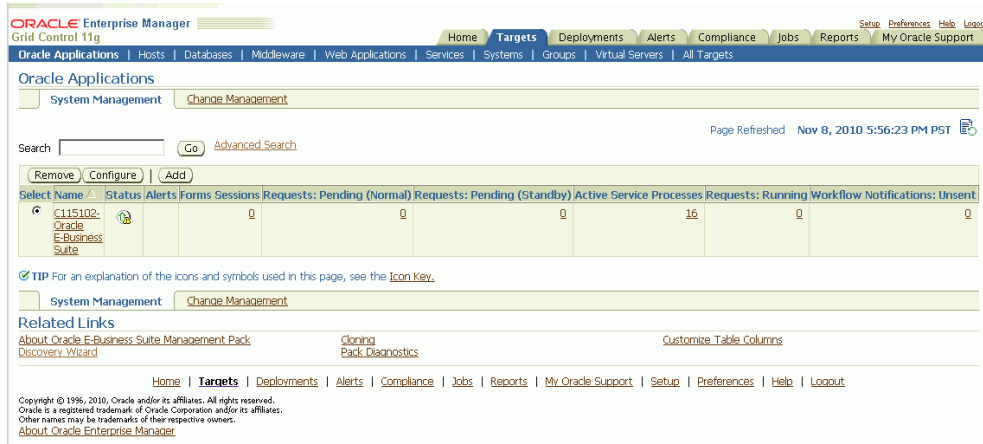 ORACLE Enterprise Manager
Grid Control 11g
Setup Preferences Help Logou
Home Targets Deployments Alerts Compliance Jobs Reports My Oracle Support
Oracle Applications | Hosts | Databases | Middleware | Web Applications | Services | Systems | Groups | Virtual Servers | All Targets
Oracle Applications
System Management Change Management
Page Refreshed Nov 8, 2010 5:56:23 PM PST
Search Go Advanced Search
Remove Configure | Add
Select Name Status Alerts Forms Sessions Requests: Pending (Normal) Requests: Pending (Standby) Active Service Processes Requests: Running Workflow Notifications: Unsent
C115102- 0 0 0 16 0 0
Oracle
E-Business
Suite
TIP For an explanation of the icons and symbols used in this page, see the Icon Key.
System Management Change Management
Related Links
About Oracle E-Business Suite Management Pack Cloning Customize Table Columns
Discovery Wizard Pack Diagnostics
Home | Targets | Deployments | Alerts | Compliance | Jobs | Reports | My Oracle Support | Setup | Preferences | Help | Logout
Copyright © 1996, 2010, Oracle and/or its affiliates. All rights reserved.
Oracle is a registered trademark of Oracle Corporation and/or its affiliates.
Other names may be trademarks of their respective owners.
About Oracle Enterprise Manager